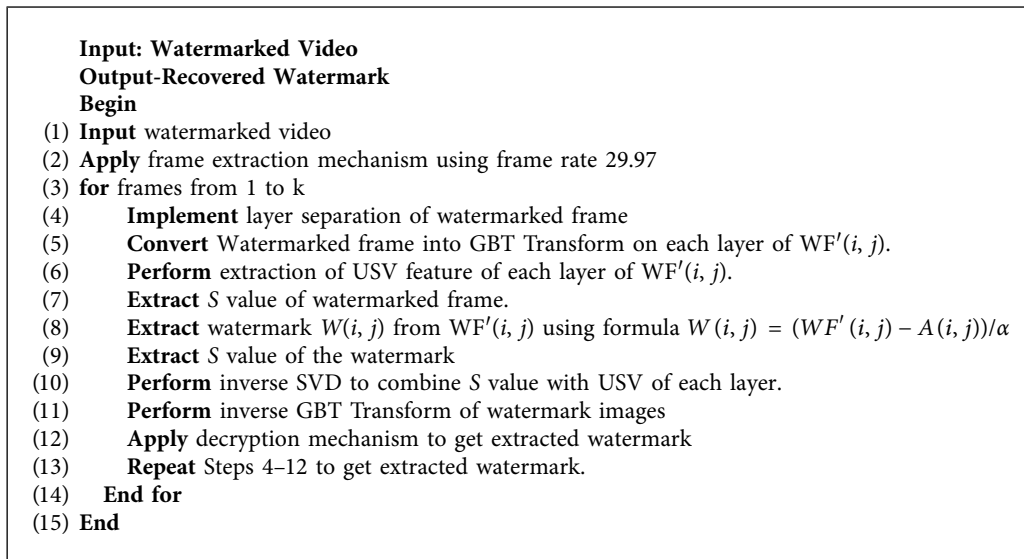 Input: Watermarked Video
Output-Recovered Watermark
Begin
(1) Input watermarked video
(2) Apply frame extraction mechanism using frame rate 29.97
(3) for frames from 1 to k
(4) Implement layer separation of watermarked frame
(5) Convert Watermarked frame into GBT Transform on each layer of WF′(i, j).
(6) Perform extraction of USV feature of each layer of WF′(i, j).
(7) Extract S value of watermarked frame.
(8) Extract watermark W(i, j) from WF′(i, j) using formula W(i, j) = (WF′(i, j) − A(i, j))/α
(9) Extract S value of the watermark
(10) Perform inverse SVD to combine S value with USV of each layer.
(11) Perform inverse GBT Transform of watermark images
(12) Apply decryption mechanism to get extracted watermark
(13) Repeat Steps 4–12 to get extracted watermark.
(14) End for
(15) End